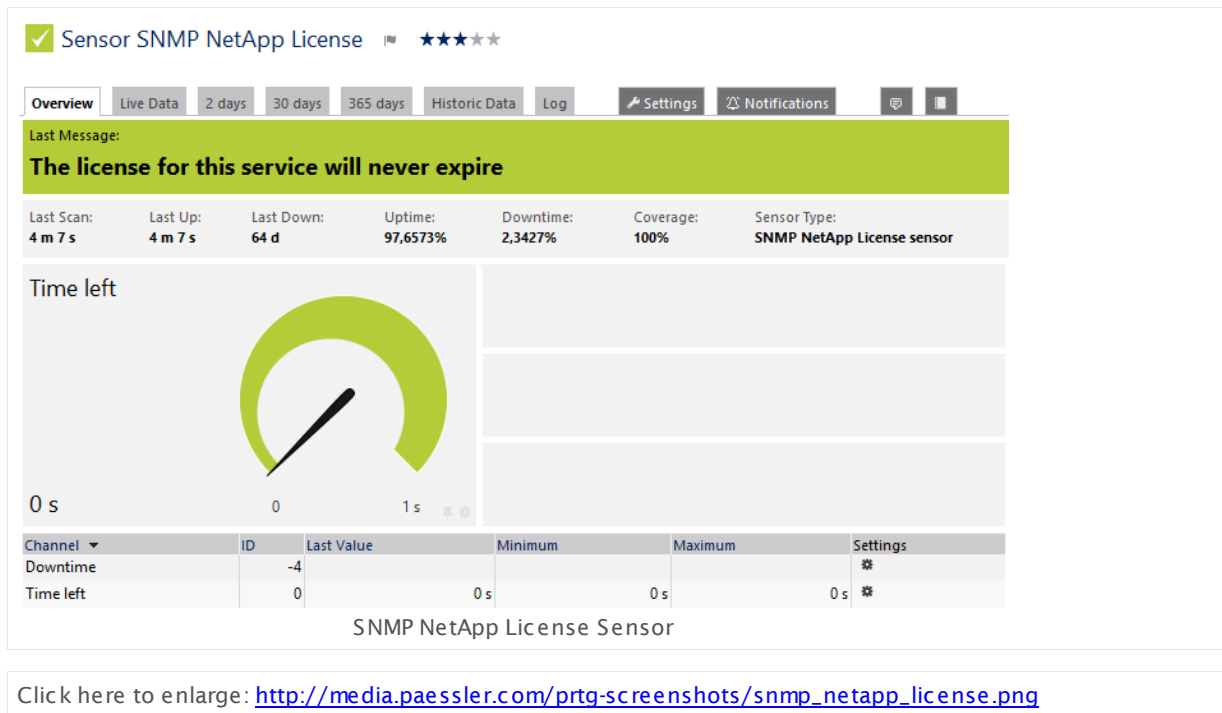 Sensor SNMP NetApp License
Overview Live Data 2 days 30 days 365 days Historic Data Log Settings Notifications
Last Message:
The license for this service will never expire
Last Scan: Last Up: Last Down: Uptime: Downtime: Coverage: Sensor Type:
4 m 7 s 4 m 7 s 64 d 97,6573% 2,3427% 100% SNMP NetApp License sensor
Time left
0 s 0 1 s
Channel ID Last Value Minimum Maximum Settings
Downtime -4
Time left 0 0 s 0 s 0 s
SNMP NetApp License Sensor
Click here to enlarge: http://media.paessler.com/prtg-screenshots/snmp_netapp_license.png